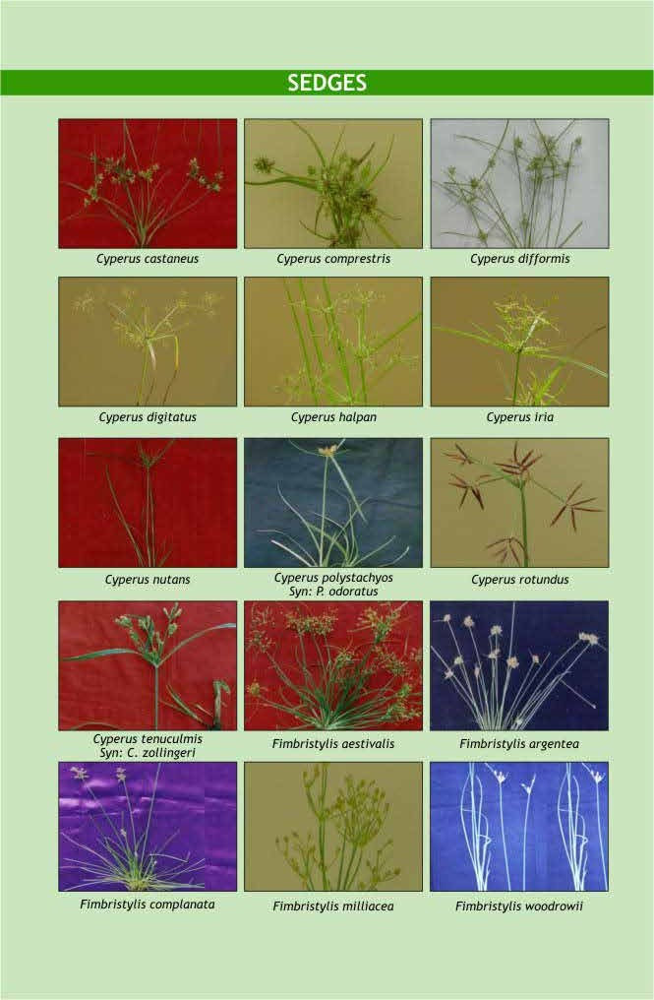 SEDGES
Cyperus castaneus
Cyperus comprestris
Cyperus difformis
Cyperus digitatus
Cyperus halpan
Cyperus iria
Cyperus nutans
Cyperus polystachyos
Syn: P. odoratus
Cyperus rotundus
Cyperus tenuculmis
Syn: C. zollingeri
Fimbristylis aestivalis
Fimbristylis argentea
Fimbristylis complanata
Fimbristylis milliacea
Fimbristylis woodrowii